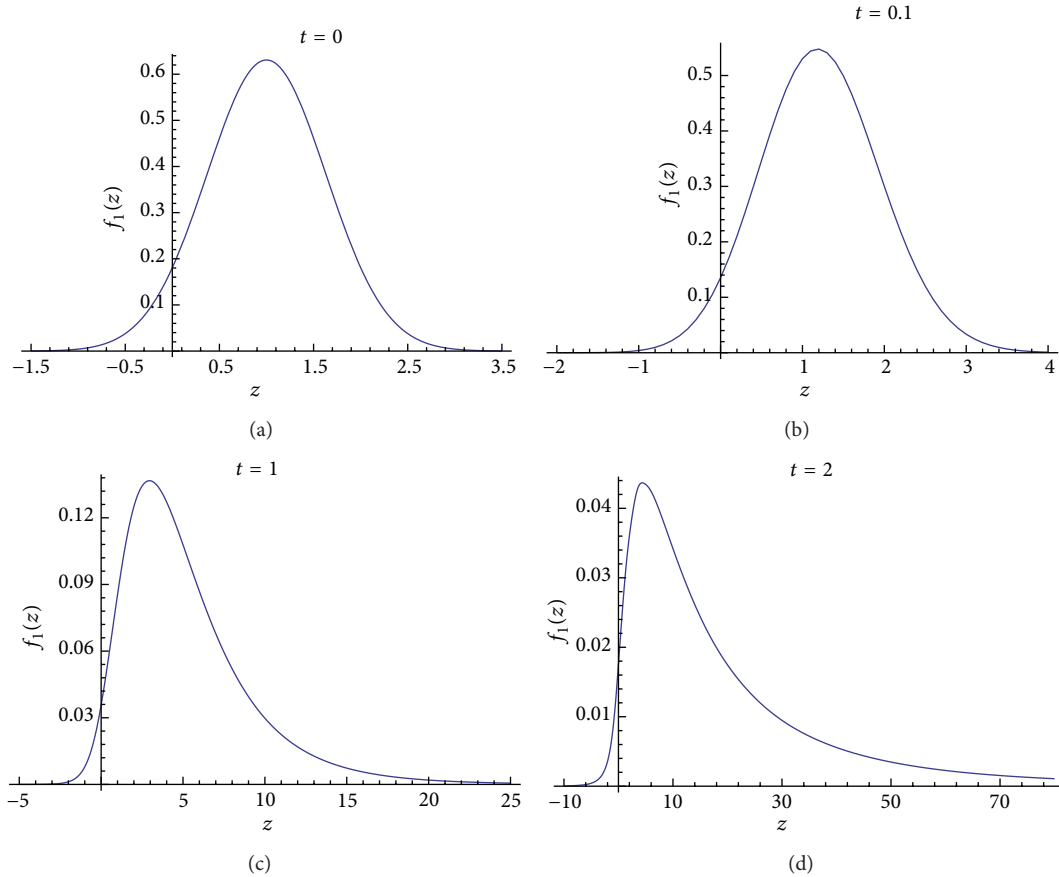 t = 0
0.6
0.5
0.4
0.3
0.2
0.1
f₁(z)
−1.5 −0.5 0.5 1.5 2.5 3.5
z
(a)
t = 0.1
0.5
0.4
0.3
0.2
0.1
f₁(z)
−2 −1 1 2 3 4
z
(b)
t = 1
0.12
0.09
0.06
0.03
f₁(z)
−5 5 10 15 20 25
z
(c)
t = 2
0.04
0.03
0.02
0.01
f₁(z)
−10 10 30 50 70
z
(d)